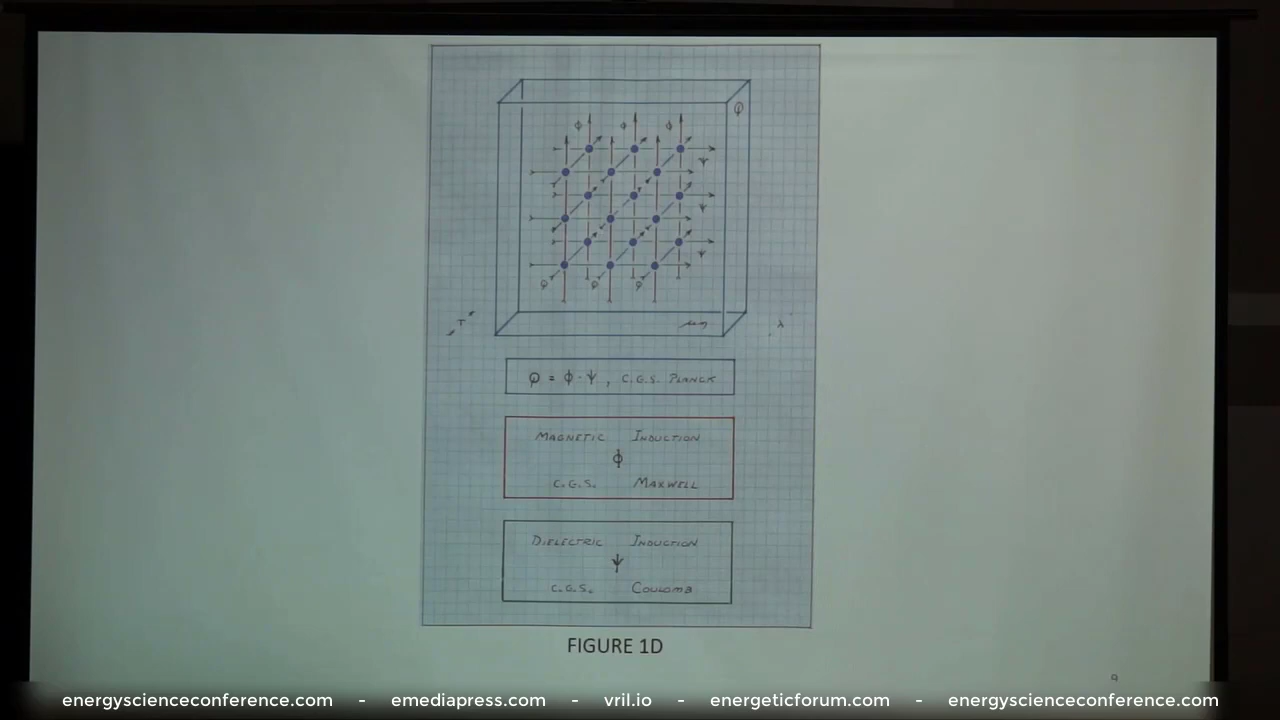 Φ Φ Φ
Q
Ψ
Ψ
Ψ
Q Q Q
T
λ
Q = Φ · Ψ , C.G.S. PLANCK
MAGNETIC INDUCTION
Φ
C.G.S. MAXWELL
DIELECTRIC INDUCTION
Ψ
C.G.S. COULOMB
FIGURE 1D
9
energyscienceconference.com - emediapress.com - vril.io - energeticforum.com - energyscienceconference.com